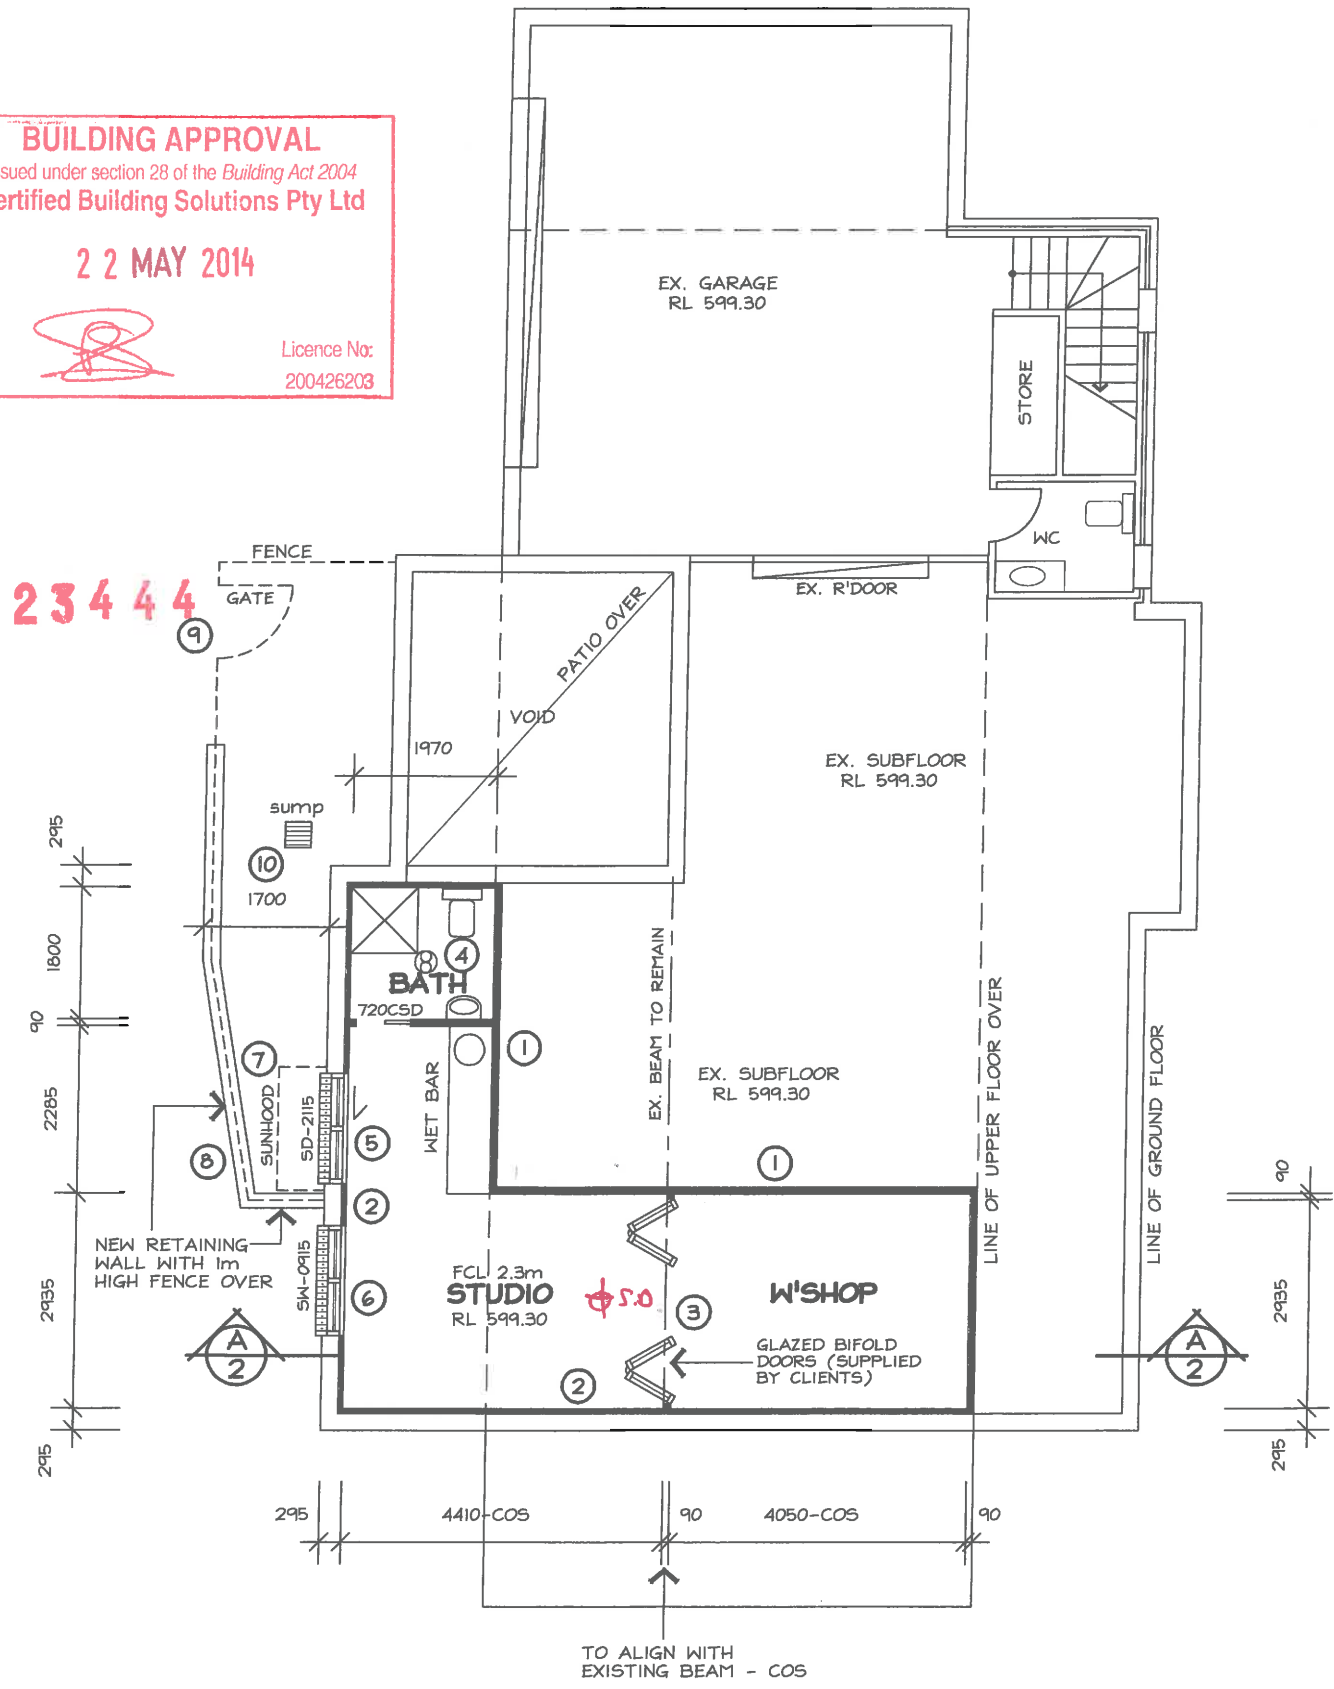 BUILDING APPROVAL
sued under section 28 of the Building Act 2004
ertified Building Solutions Pty Ltd
2 2 MAY 2014
Licence No:
200426203
EX. GARAGE
RL 599.30
STORE
WC
FENCE
GATE
23444
9
EX. R'DOOR
PATIO OVER
VOID
1970
EX. SUBFLOOR
RL 599.30
sump
10
1700
295
1800
90
2285
2935
295
4
BATH
720CSD
1
WET BAR
EX. BEAM TO REMAIN
EX. SUBFLOOR
RL 599.30
1
LINE OF UPPER FLOOR OVER
LINE OF GROUND FLOOR
7
SUNHOOD
SD-2115
5
8
2
NEW RETAINING
WALL WITH 1m
HIGH FENCE OVER
SW-0915
6
FCL 2.3m
STUDIO
RL 599.30
3
W'SHOP
GLAZED BIFOLD
DOORS (SUPPLIED
BY CLIENTS)
2
A
2
A
2
90
2935
295
295
4410-COS
90
4050-COS
90
TO ALIGN WITH
EXISTING BEAM - COS